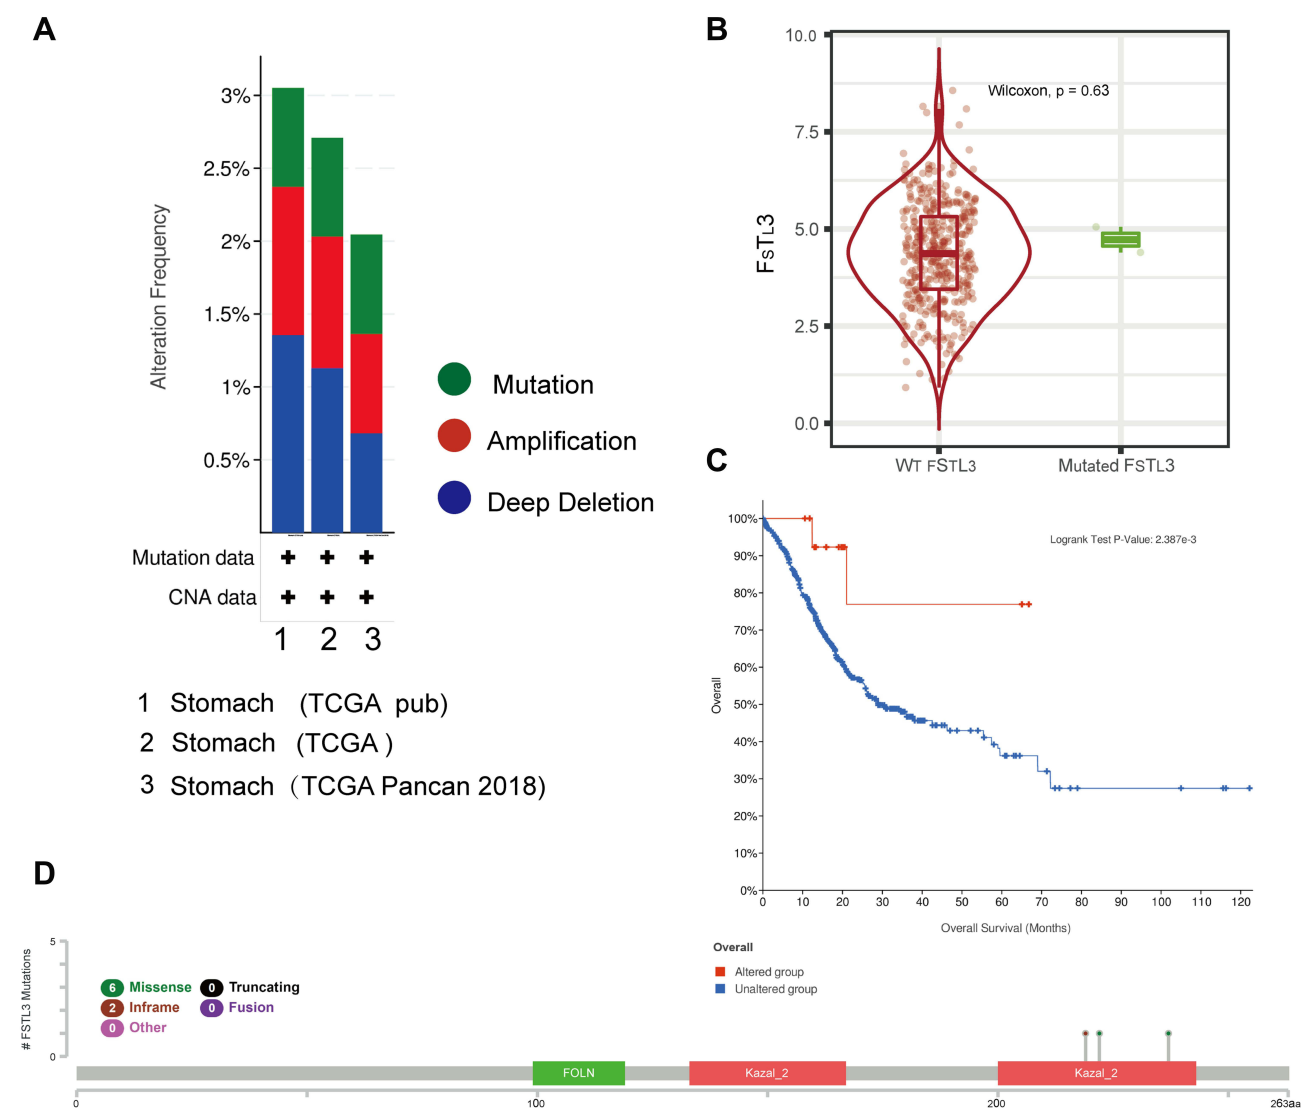 A
3%
2.5%
2%
1.5%
1%
0.5%
Alteration Frequency
Mutation
Amplification
Deep Deletion
Mutation data + + +
CNA data + + +
1 2 3
1 Stomach (TCGA pub)
2 Stomach (TCGA )
3 Stomach （TCGA Pancan 2018)
B
10.0
7.5
5.0
2.5
0.0
FSTL3
Wilcoxon, p = 0.63
WT FSTL3 Mutated FSTL3
C
100%
90%
80%
70%
60%
50%
40%
30%
20%
10%
0%
Overall
Logrank Test P-Value: 2.387e-3
0 10 20 30 40 50 60 70 80 90 100 110 120
Overall Survival (Months)
Overall
Altered group
Unaltered group
D
# FSTL3 Mutations
5
0
6 Missense 0 Truncating
2 Inframe 0 Fusion
0 Other
FOLN Kazal_2 Kazal_2
0 100 200 263aa